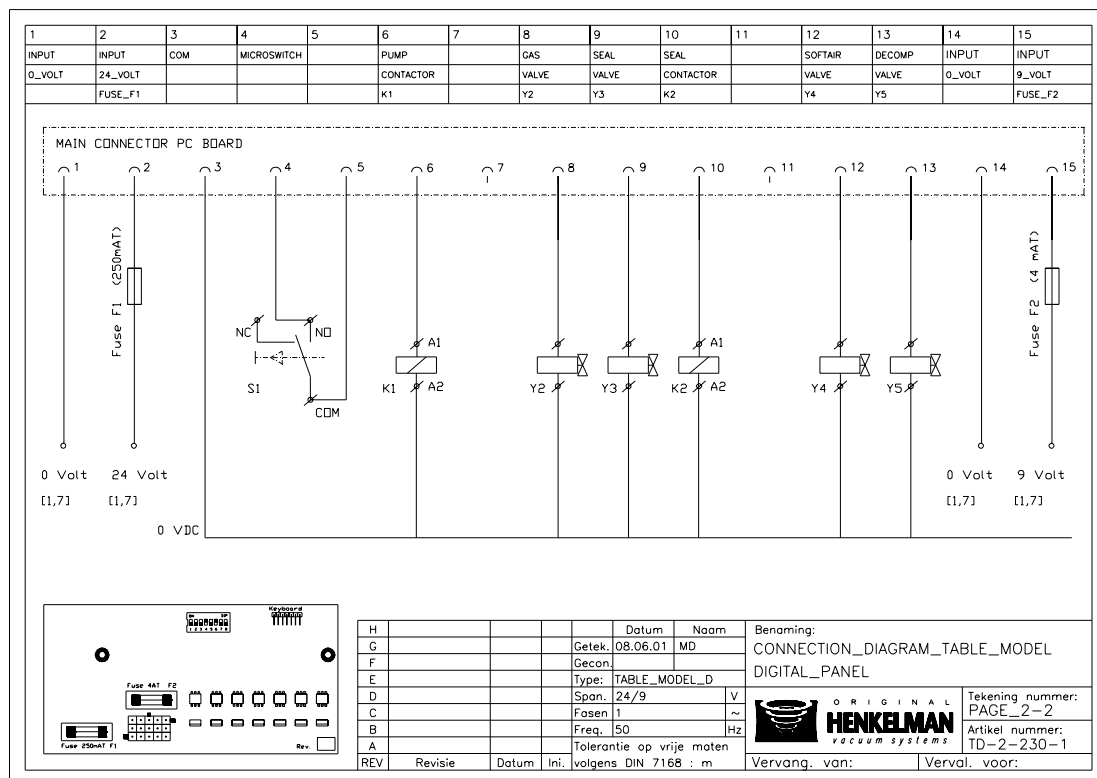 1 2 3 4 5 6 7 8 9 10 11 12 13 14 15
INPUT INPUT COM MICROSWITCH PUMP GAS SEAL SEAL SOFTAIR DECOMP INPUT INPUT
0_VOLT 24_VOLT CONTACTOR VALVE VALVE CONTACTOR VALVE VALVE 0_VOLT 9_VOLT
FUSE_F1 K1 Y2 Y3 K2 Y4 Y5 FUSE_F2
MAIN CONNECTOR PC BOARD
1 2 3 4 5 6 7 8 9 10 11 12 13 14 15
Fuse F1 (250mAT)
Fuse F2 (4 mAT)
NC NO
S1
COM
A1 A1
K1 A2 Y2 Y3 K2 A2 Y4 Y5
0 Volt 24 Volt 0 Volt 9 Volt
[1,7] [1,7] [1,7] [1,7]
0 VDC
Keyboard
1 2 3 4 5 6 7 8
Fuse 4AT F2
Fuse 250mAT F1
Rev.
H Datum Naam
G Getek. 08.06.01 MD
F Gecon.
E Type: TABLE_MODEL_D
D Span. 24/9 V
C Fasen 1 ~
B Freq. 50 Hz
A Tolerantie op vrije maten
REV Revisie Datum Ini. volgens DIN 7168 : m
Benaming:
CONNECTION_DIAGRAM_TABLE_MODEL
DIGITAL_PANEL
ORIGINAL
HENKELMAN
vacuum systems
Tekening nummer:
PAGE_2-2
Artikel nummer:
TD-2-230-1
Vervang. van: Verval. voor: